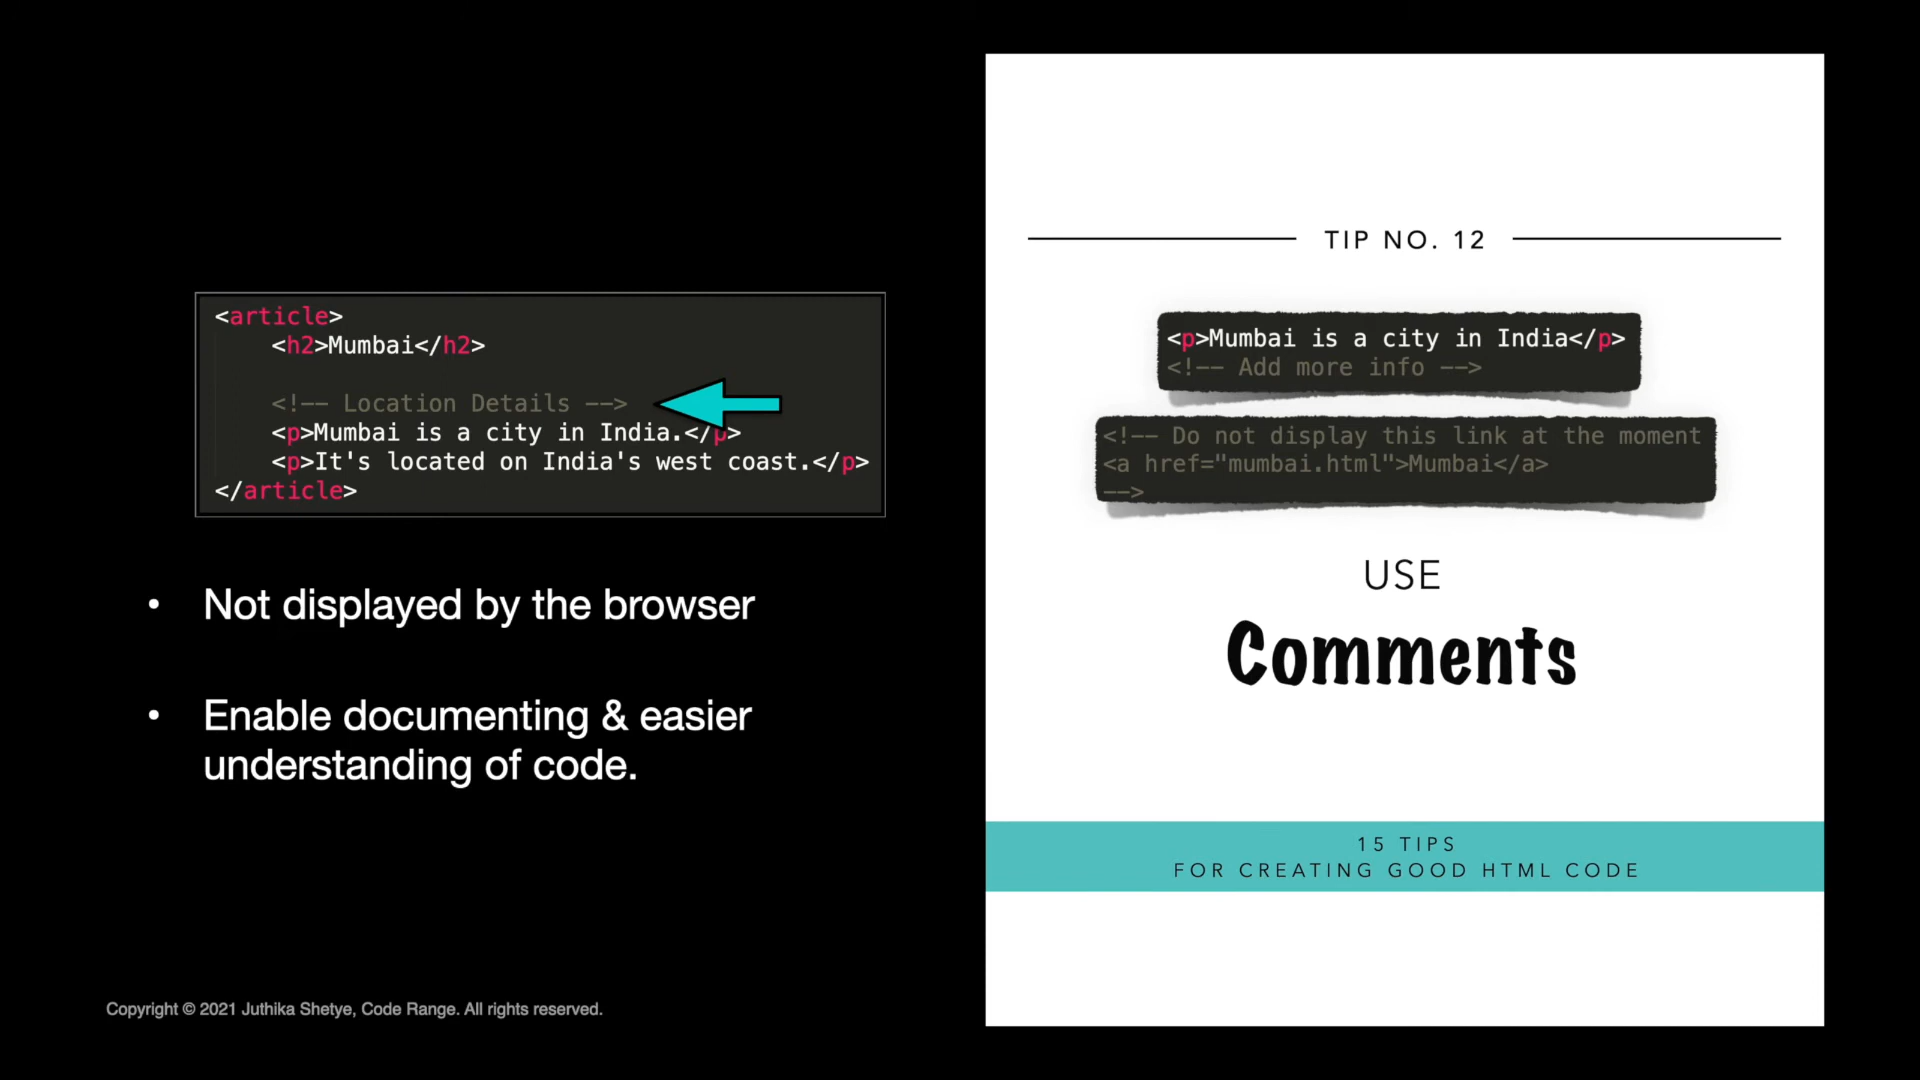 <article>
    <h2>Mumbai</h2>

    <!-- Location Details -->
    <p>Mumbai is a city in India.</p>
    <p>It's located on India's west coast.</p>
</article>
• Not displayed by the browser
• Enable documenting & easier
understanding of code.
Copyright © 2021 Juthika Shetye, Code Range. All rights reserved.
TIP NO. 12
<p>Mumbai is a city in India</p>
<!-- Add more info -->
<!-- Do not display this link at the moment
<a href="mumbai.html">Mumbai</a>
-->
USE
Comments
15 TIPS
FOR CREATING GOOD HTML CODE